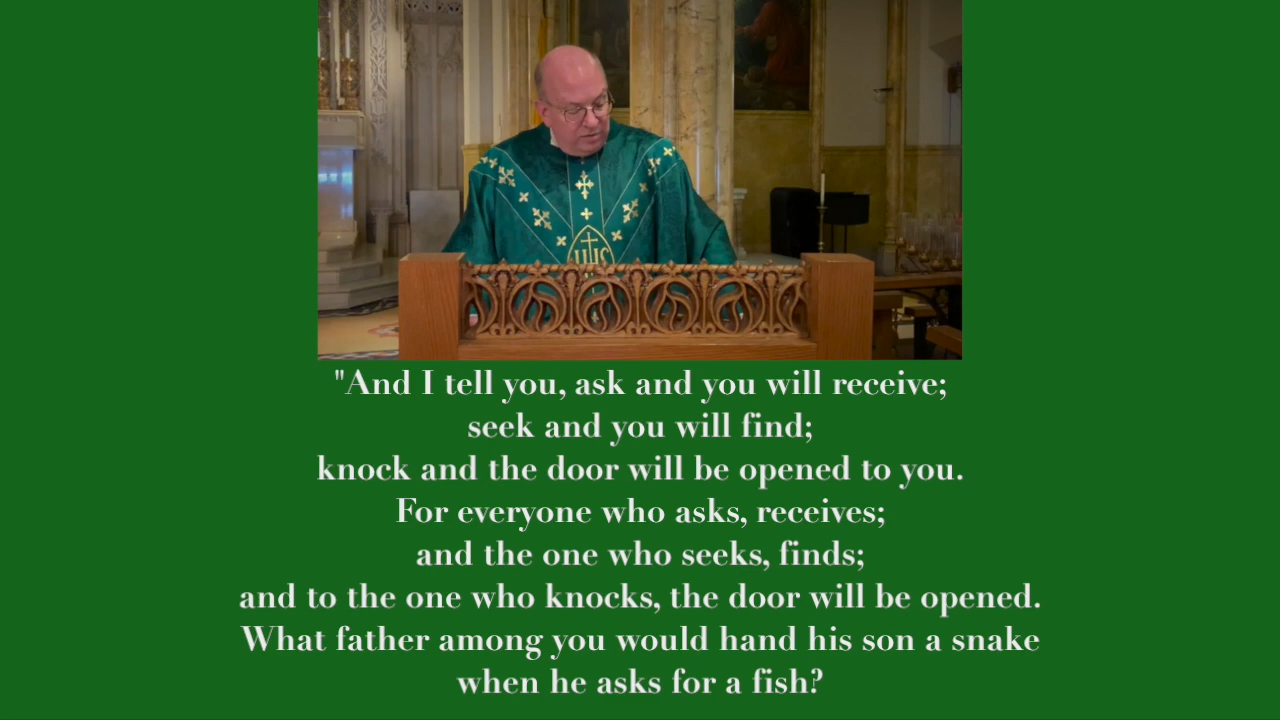 IHS
"And I tell you, ask and you will receive;
seek and you will find;
knock and the door will be opened to you.
For everyone who asks, receives;
and the one who seeks, finds;
and to the one who knocks, the door will be opened.
What father among you would hand his son a snake
when he asks for a fish?